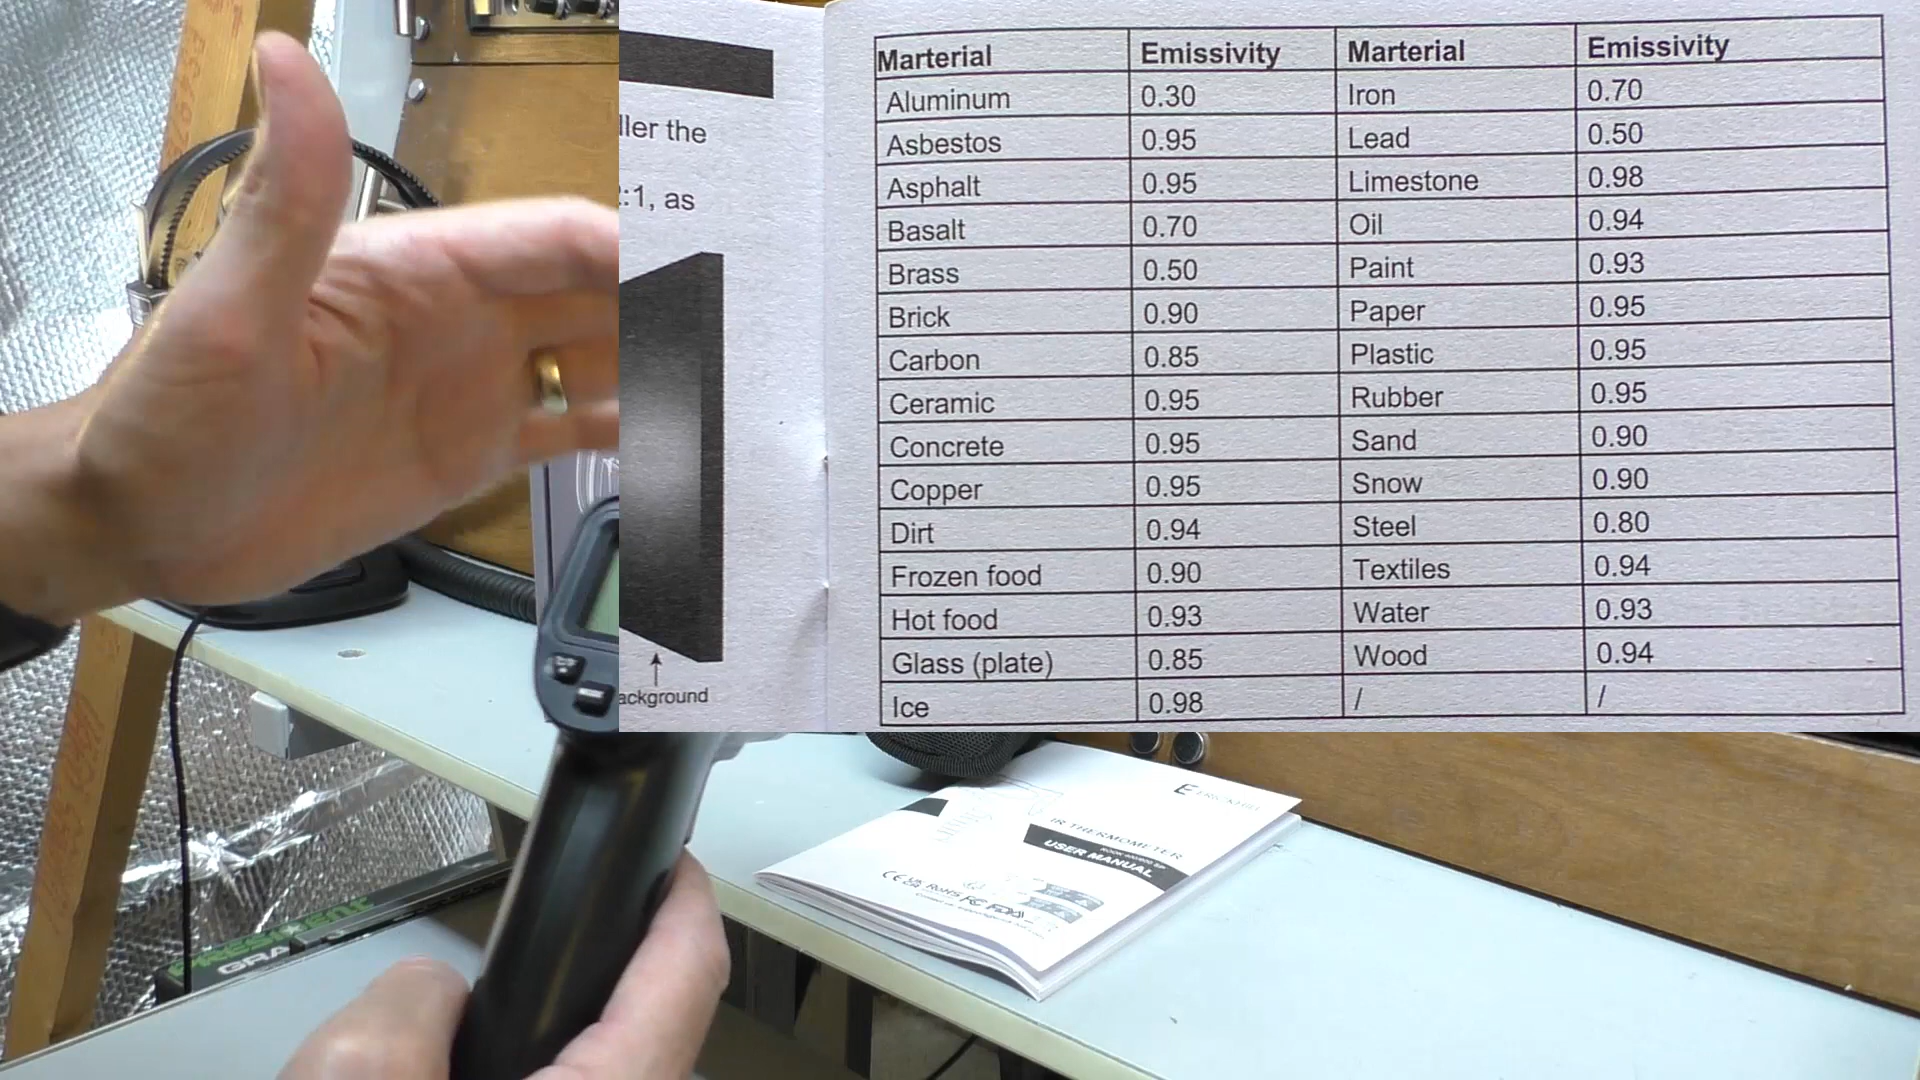 ller the
:1, as
ackground
Marterial Emissivity Marterial Emissivity
Aluminum 0.30 Iron 0.70
Asbestos 0.95 Lead 0.50
Asphalt 0.95 Limestone 0.98
Basalt 0.70 Oil 0.94
Brass 0.50 Paint 0.93
Brick 0.90 Paper 0.95
Carbon 0.85 Plastic 0.95
Ceramic 0.95 Rubber 0.95
Concrete 0.95 Sand 0.90
Copper 0.95 Snow 0.90
Dirt 0.94 Steel 0.80
Frozen food 0.90 Textiles 0.94
Hot food 0.93 Water 0.93
Glass (plate) 0.85 Wood 0.94
Ice 0.98 / /
IR THERMOMETER
USER MANUAL
CE RoHS FC FDA